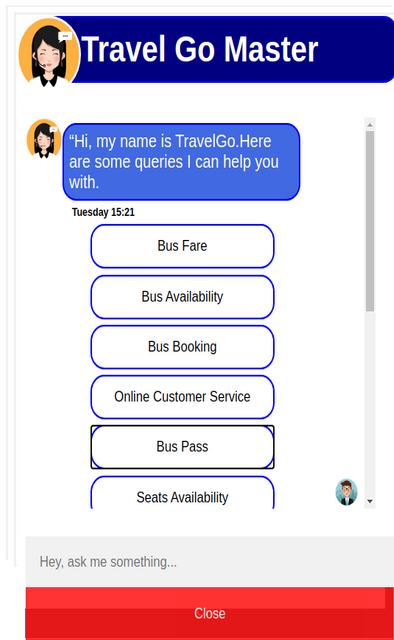 Travel Go Master
“Hi, my name is TravelGo.Here
are some queries I can help you
with.
Tuesday 15:21
Bus Fare
Bus Availability
Bus Booking
Online Customer Service
Bus Pass
Seats Availability
Hey, ask me something...
Close